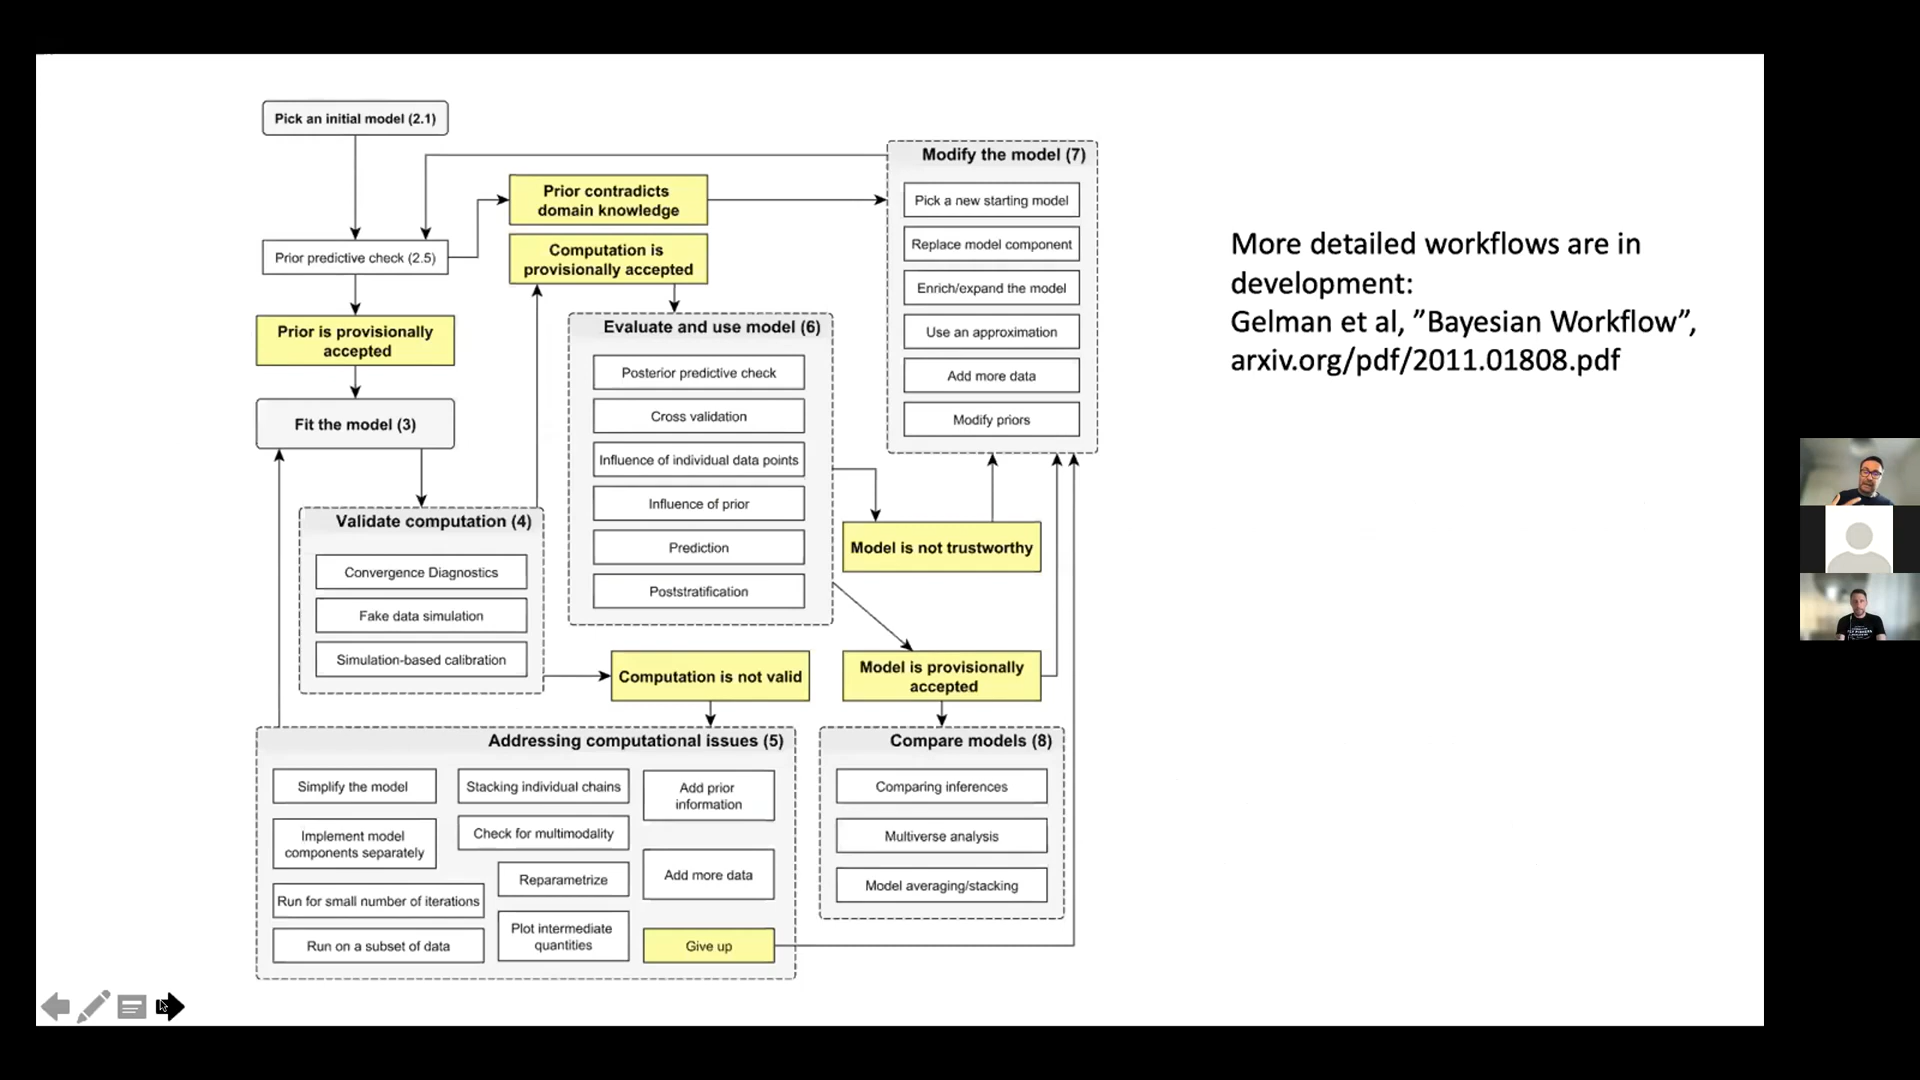 Pick an initial model (2.1)
Prior predictive check (2.5)
Prior is provisionally
accepted
Fit the model (3)
Prior contradicts
domain knowledge
Computation is
provisionally accepted
Validate computation (4)
Convergence Diagnostics
Fake data simulation
Simulation-based calibration
Evaluate and use model (6)
Posterior predictive check
Cross validation
Influence of individual data points
Influence of prior
Prediction
Poststratification
Modify the model (7)
Pick a new starting model
Replace model component
Enrich/expand the model
Use an approximation
Add more data
Modify priors
Model is not trustworthy
Computation is not valid
Model is provisionally
accepted
Addressing computational issues (5)
Simplify the model
Implement model
components separately
Run for small number of iterations
Run on a subset of data
Stacking individual chains
Check for multimodality
Reparametrize
Plot intermediate
quantities
Add prior
information
Add more data
Give up
Compare models (8)
Comparing inferences
Multiverse analysis
Model averaging/stacking
More detailed workflows are in
development:
Gelman et al, ”Bayesian Workflow”,
arxiv.org/pdf/2011.01808.pdf